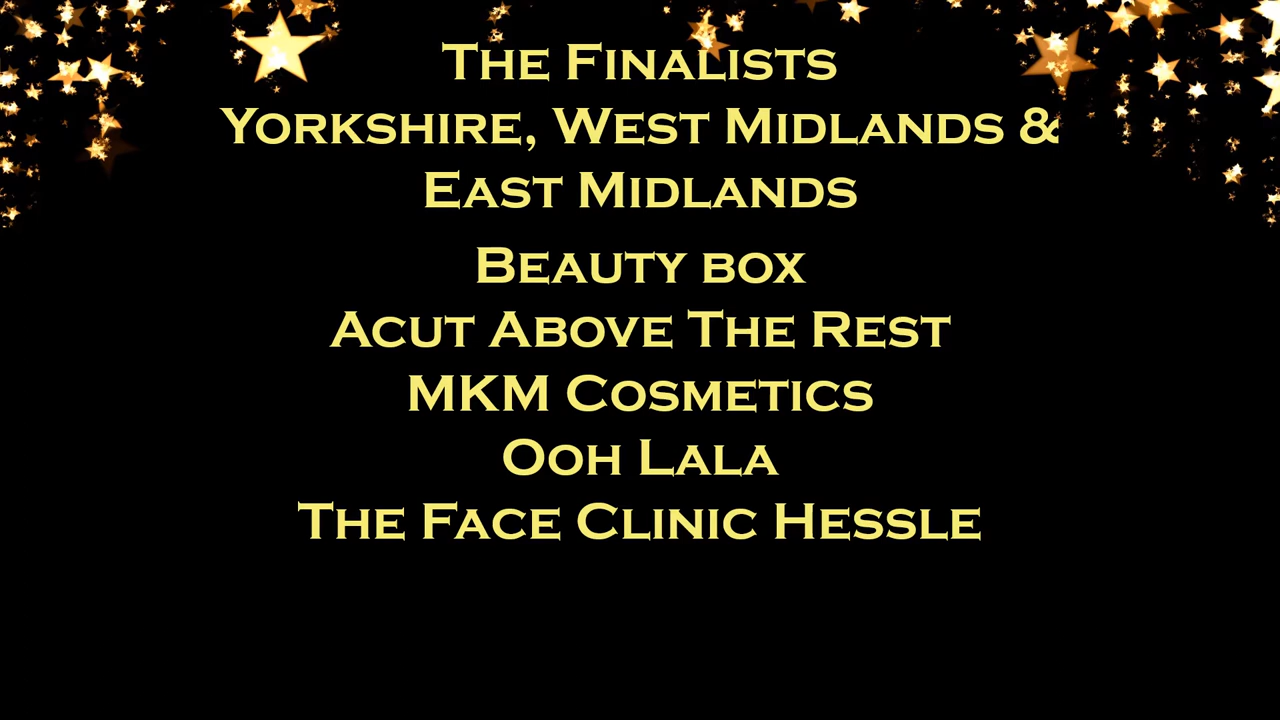 The Finalists
Yorkshire, West Midlands &
East Midlands
Beauty box
Acut Above The Rest
MKM Cosmetics
Ooh Lala
The Face Clinic Hessle